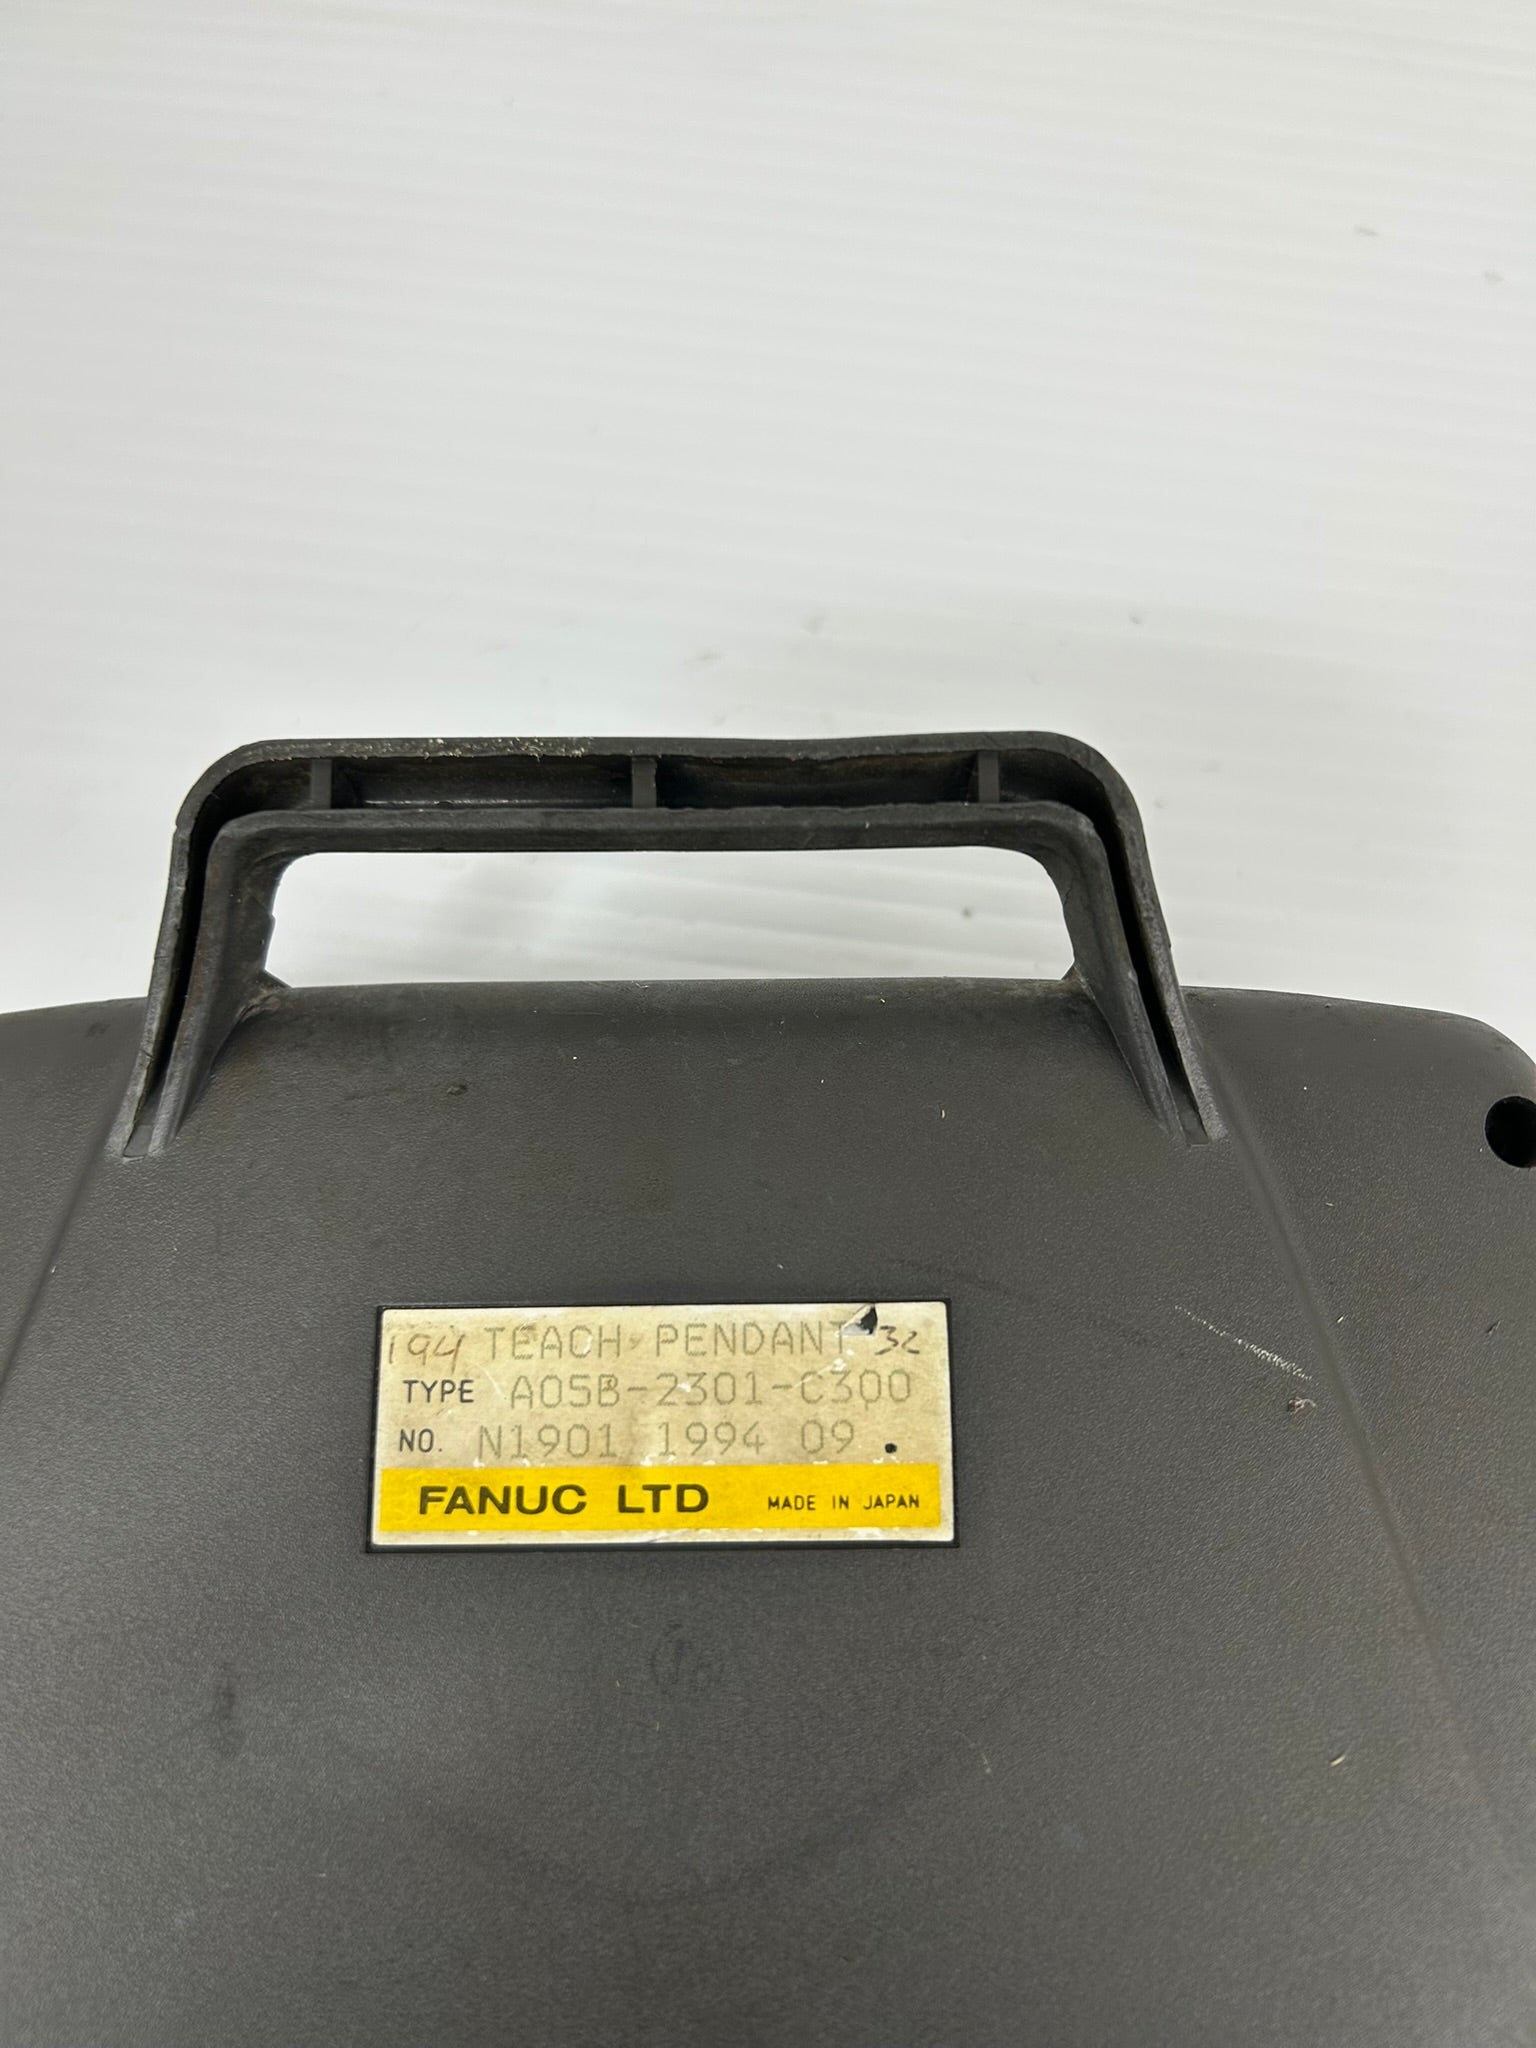 194 TEACH PENDANT 32
TYPE A05B-2301-C300
NO. N1901 1994 09.
FANUC LTD MADE IN JAPAN